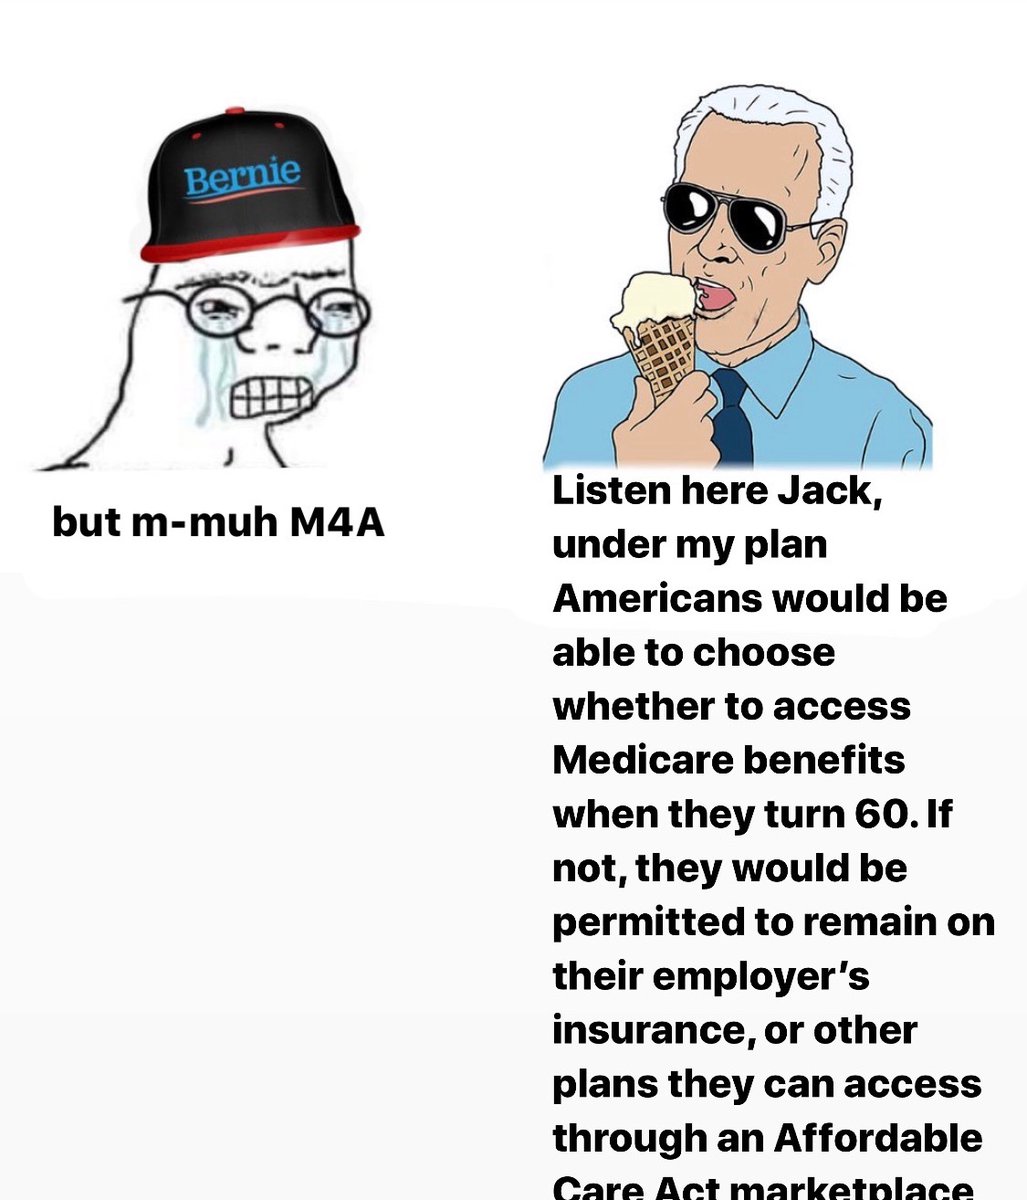 Bernie
but m-muh M4A
Listen here Jack,
under my plan
Americans would be
able to choose
whether to access
Medicare benefits
when they turn 60. If
not, they would be
permitted to remain on
their employer’s
insurance, or other
plans they can access
through an Affordable
Care Act marketplace